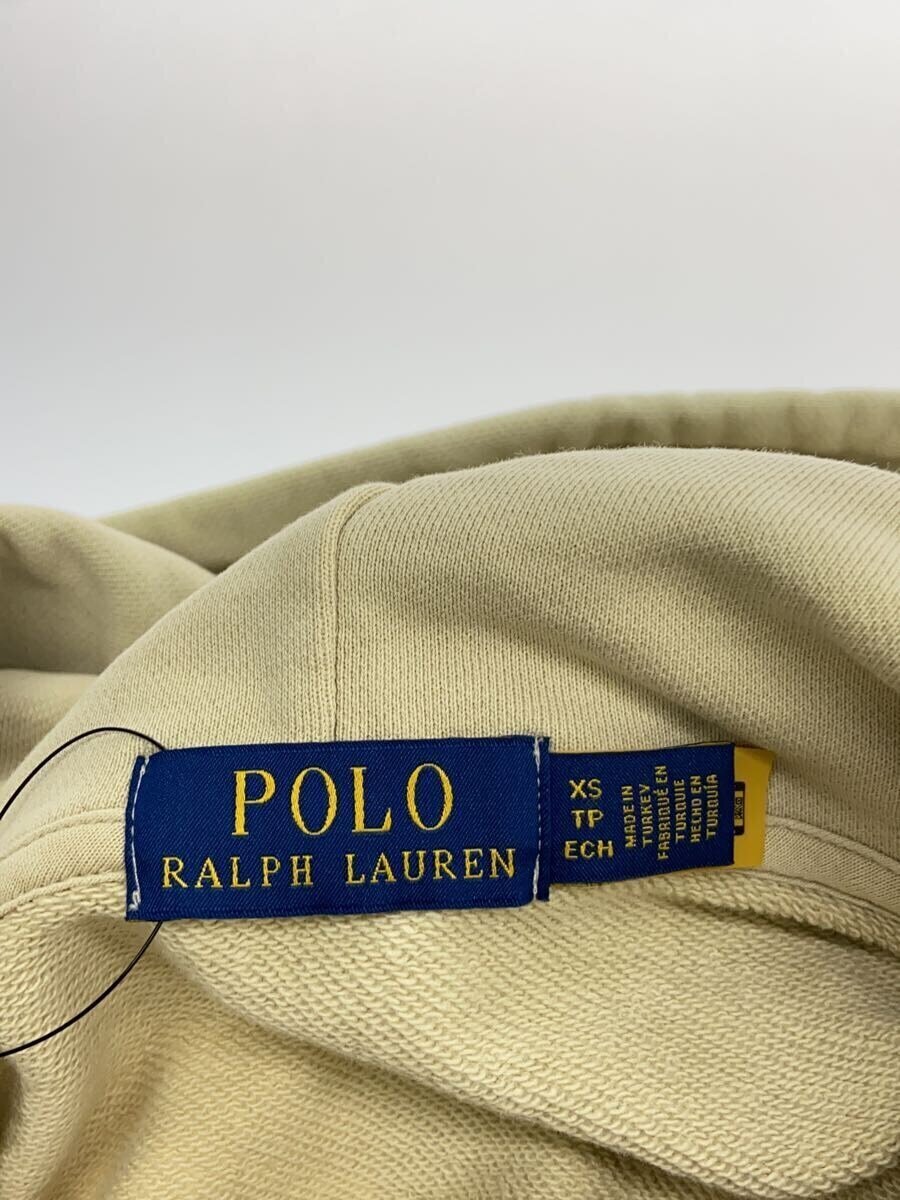 POLO
RALPH LAUREN
XS
TP
ECH
MADE IN
TURKEY
FABRIQUÉ EN
TURQUIE
HECHO EN
TURQUÍA